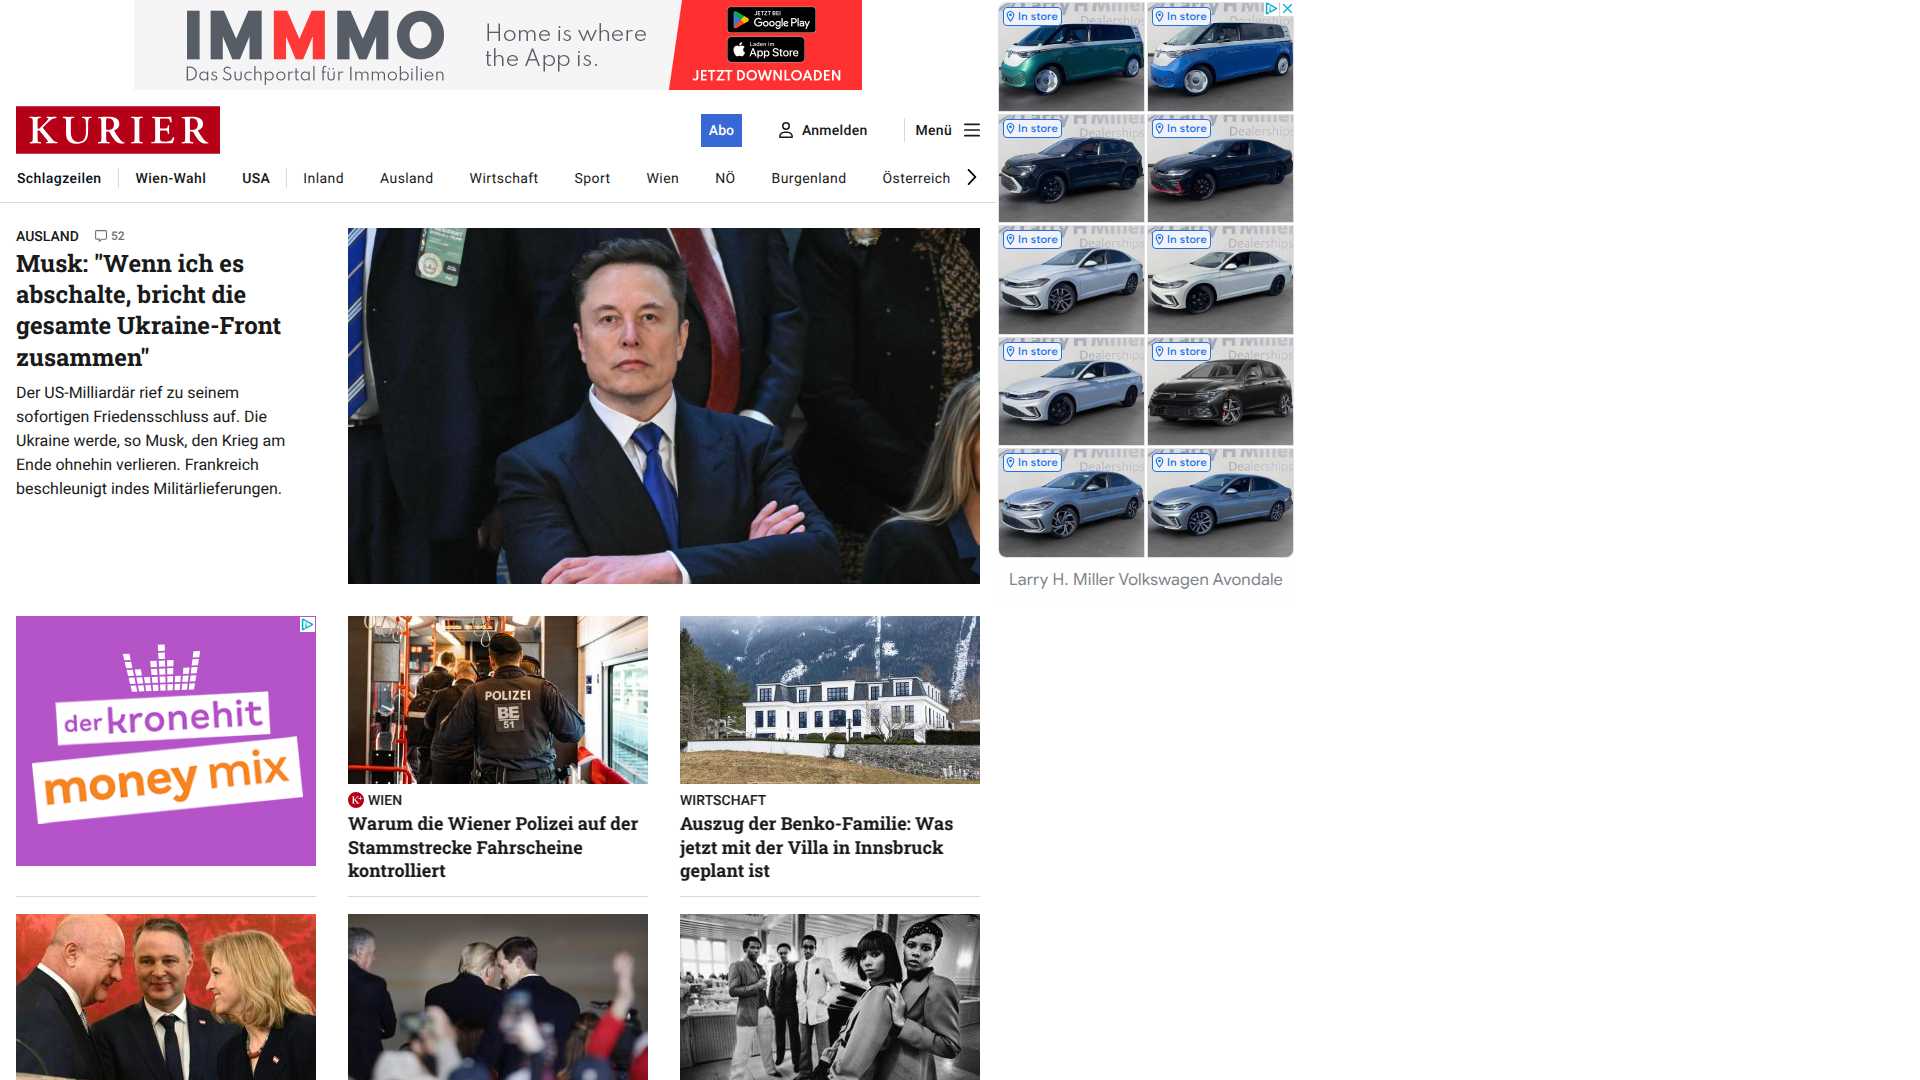 IMMMO
Das Suchportal für Immobilien
Home is where
the App is.
JETZT BEI
Google Play
Laden im
App Store
JETZT DOWNLOADEN
KURIER
Abo
Anmelden
Menü
Schlagzeilen
Wien-Wahl
USA
Inland
Ausland
Wirtschaft
Sport
Wien
NÖ
Burgenland
Österreich
AUSLAND
52
Musk: "Wenn ich es
abschalte, bricht die
gesamte Ukraine-Front
zusammen"
Der US-Milliardär rief zu seinem
sofortigen Friedensschluss auf. Die
Ukraine werde, so Musk, den Krieg am
Ende ohnehin verlieren. Frankreich
beschleunigt indes Militärlieferungen.
In store
In store
In store
In store
Dealerships
In store
In store
Dealerships
In store
In store
Dealerships
In store
In store
Dealerships
Larry H. Miller Volkswagen Avondale
der kronehit
money mix
POLIZEI
BE
51
K+ WIEN
Warum die Wiener Polizei auf der
Stammstrecke Fahrscheine
kontrolliert
WIRTSCHAFT
Auszug der Benko-Familie: Was
jetzt mit der Villa in Innsbruck
geplant ist